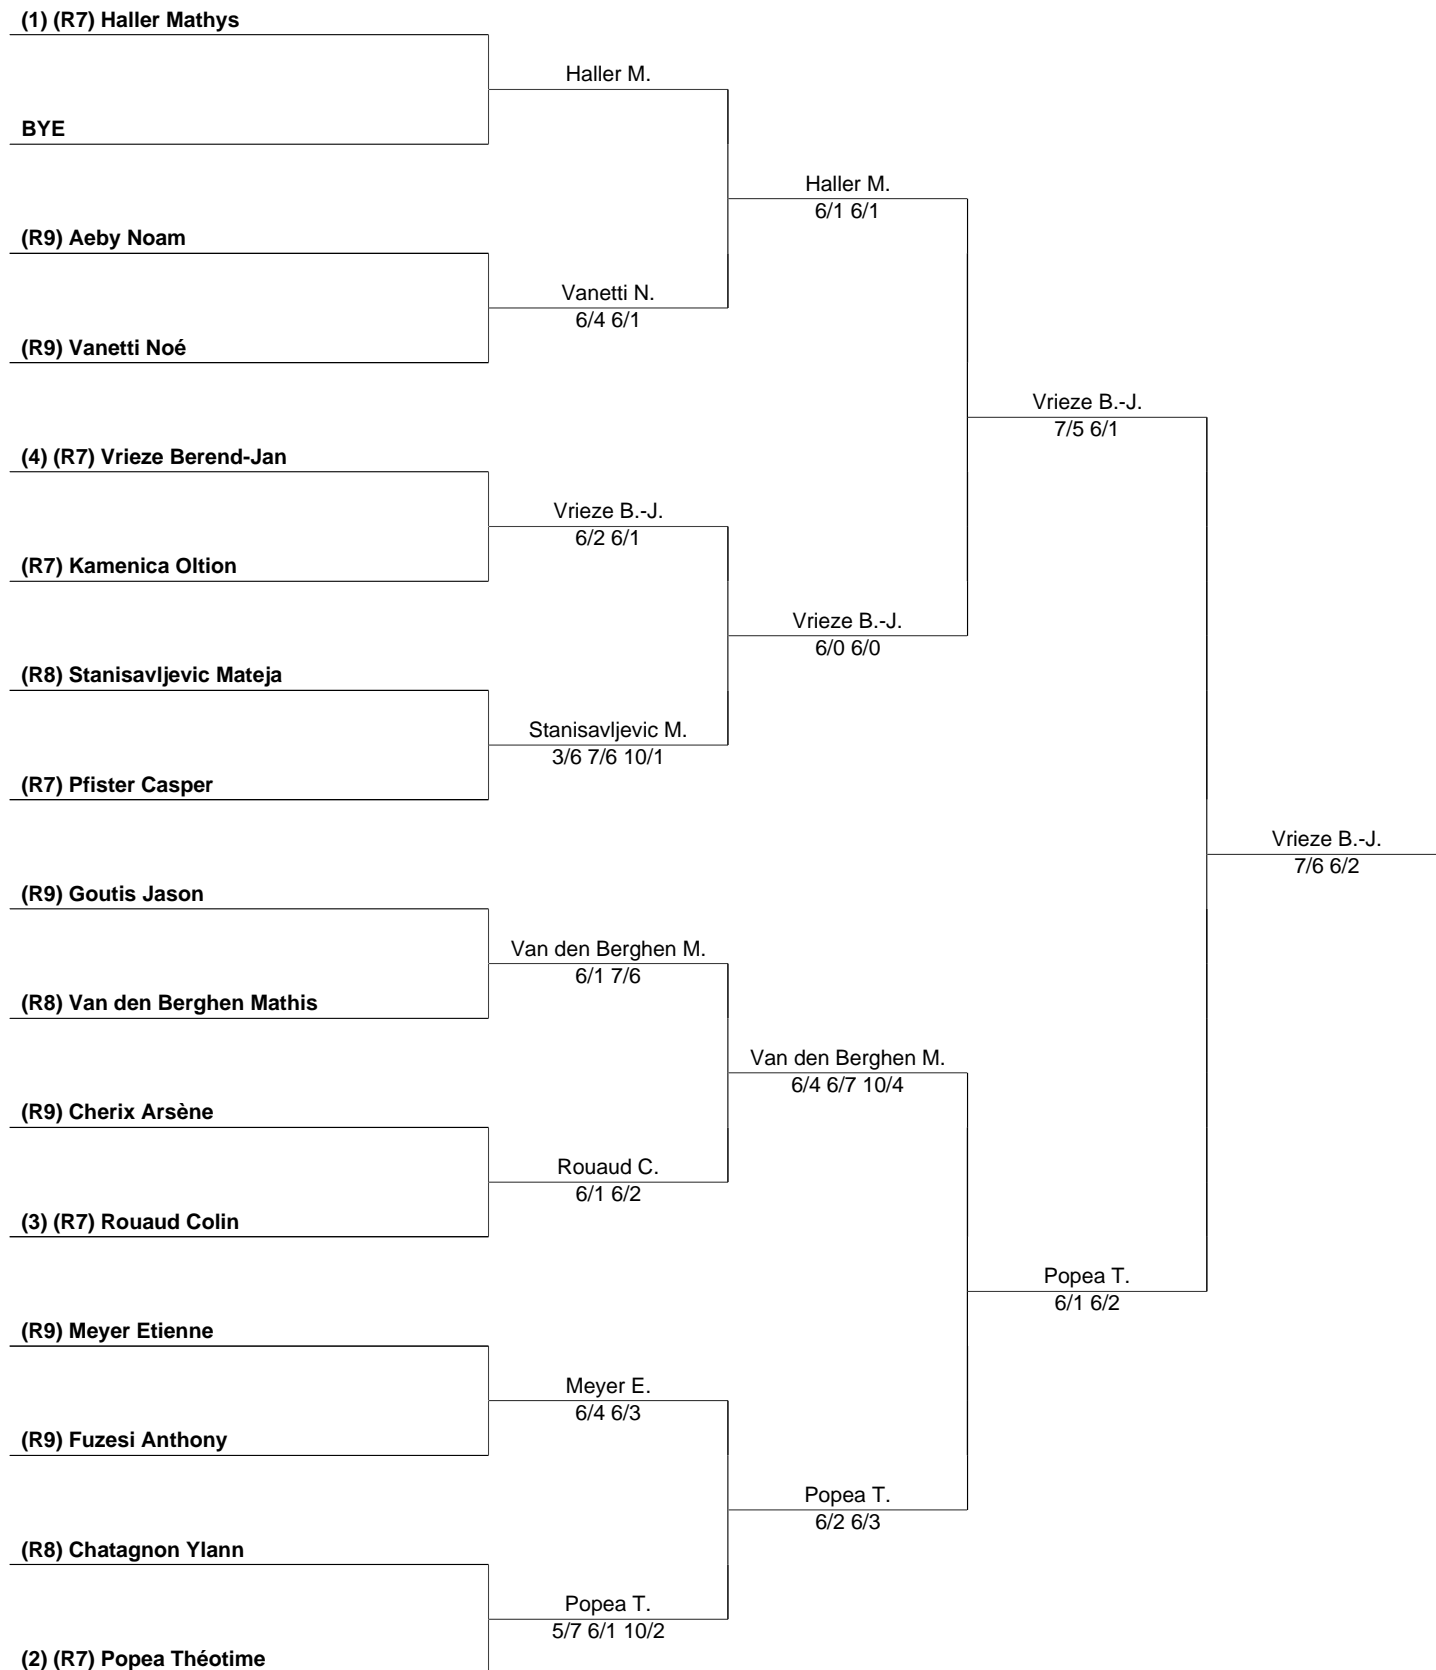 (1) (R7) Haller Mathys
Haller M.
BYE
Haller M.
6/1 6/1
(R9) Aeby Noam
Vanetti N.
6/4 6/1
(R9) Vanetti Noé
Vrieze B.-J.
7/5 6/1
(4) (R7) Vrieze Berend-Jan
Vrieze B.-J.
6/2 6/1
(R7) Kamenica Oltion
Vrieze B.-J.
6/0 6/0
(R8) Stanisavljevic Mateja
Stanisavljevic M.
3/6 7/6 10/1
(R7) Pfister Casper
Vrieze B.-J.
7/6 6/2
(R9) Goutis Jason
Van den Berghen M.
6/1 7/6
(R8) Van den Berghen Mathis
Van den Berghen M.
6/4 6/7 10/4
(R9) Cherix Arsène
Rouaud C.
6/1 6/2
(3) (R7) Rouaud Colin
Popea T.
6/1 6/2
(R9) Meyer Etienne
Meyer E.
6/4 6/3
(R9) Fuzesi Anthony
Popea T.
6/2 6/3
(R8) Chatagnon Ylann
Popea T.
5/7 6/1 10/2
(2) (R7) Popea Théotime